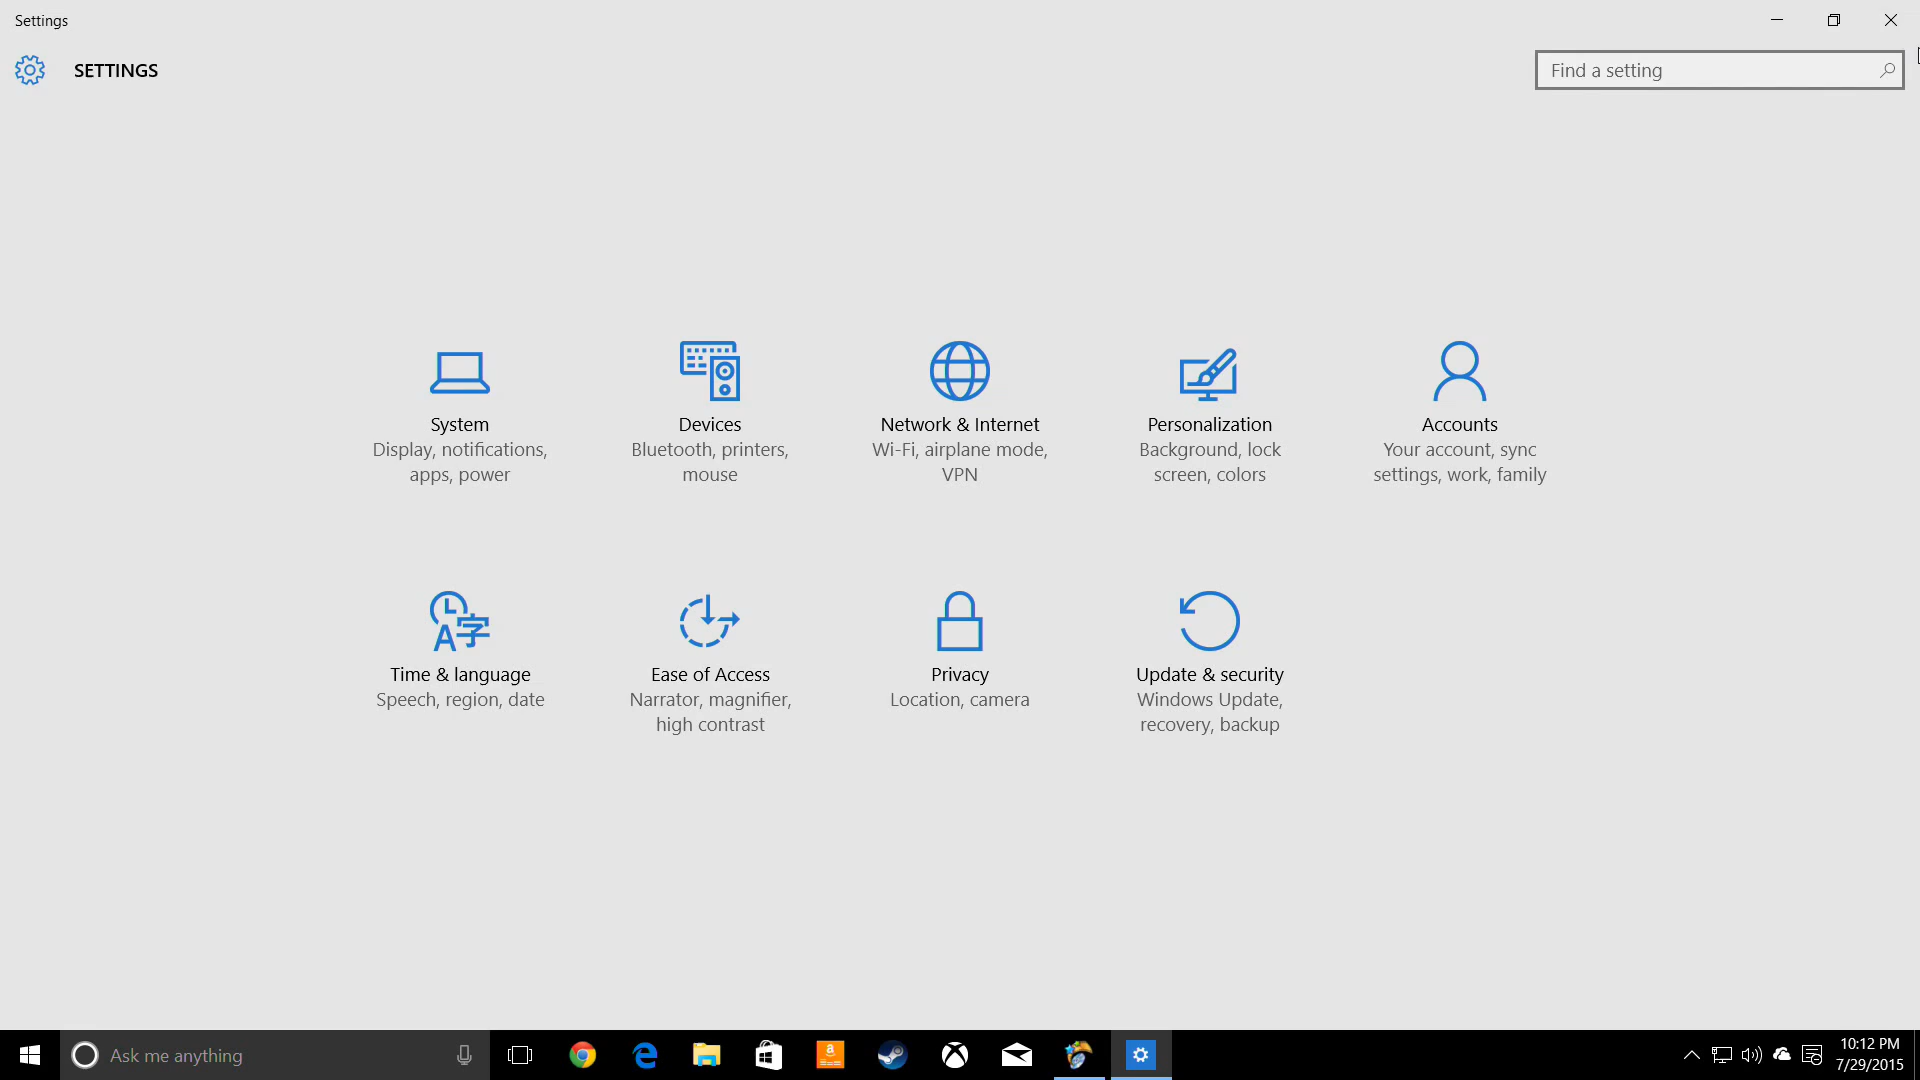 Settings
SETTINGS
Find a setting
System
Display, notifications,
apps, power
Devices
Bluetooth, printers,
mouse
Network & Internet
Wi-Fi, airplane mode,
VPN
Personalization
Background, lock
screen, colors
Accounts
Your account, sync
settings, work, family
Time & language
Speech, region, date
Ease of Access
Narrator, magnifier,
high contrast
Privacy
Location, camera
Update & security
Windows Update,
recovery, backup
Ask me anything
10:12 PM
7/29/2015